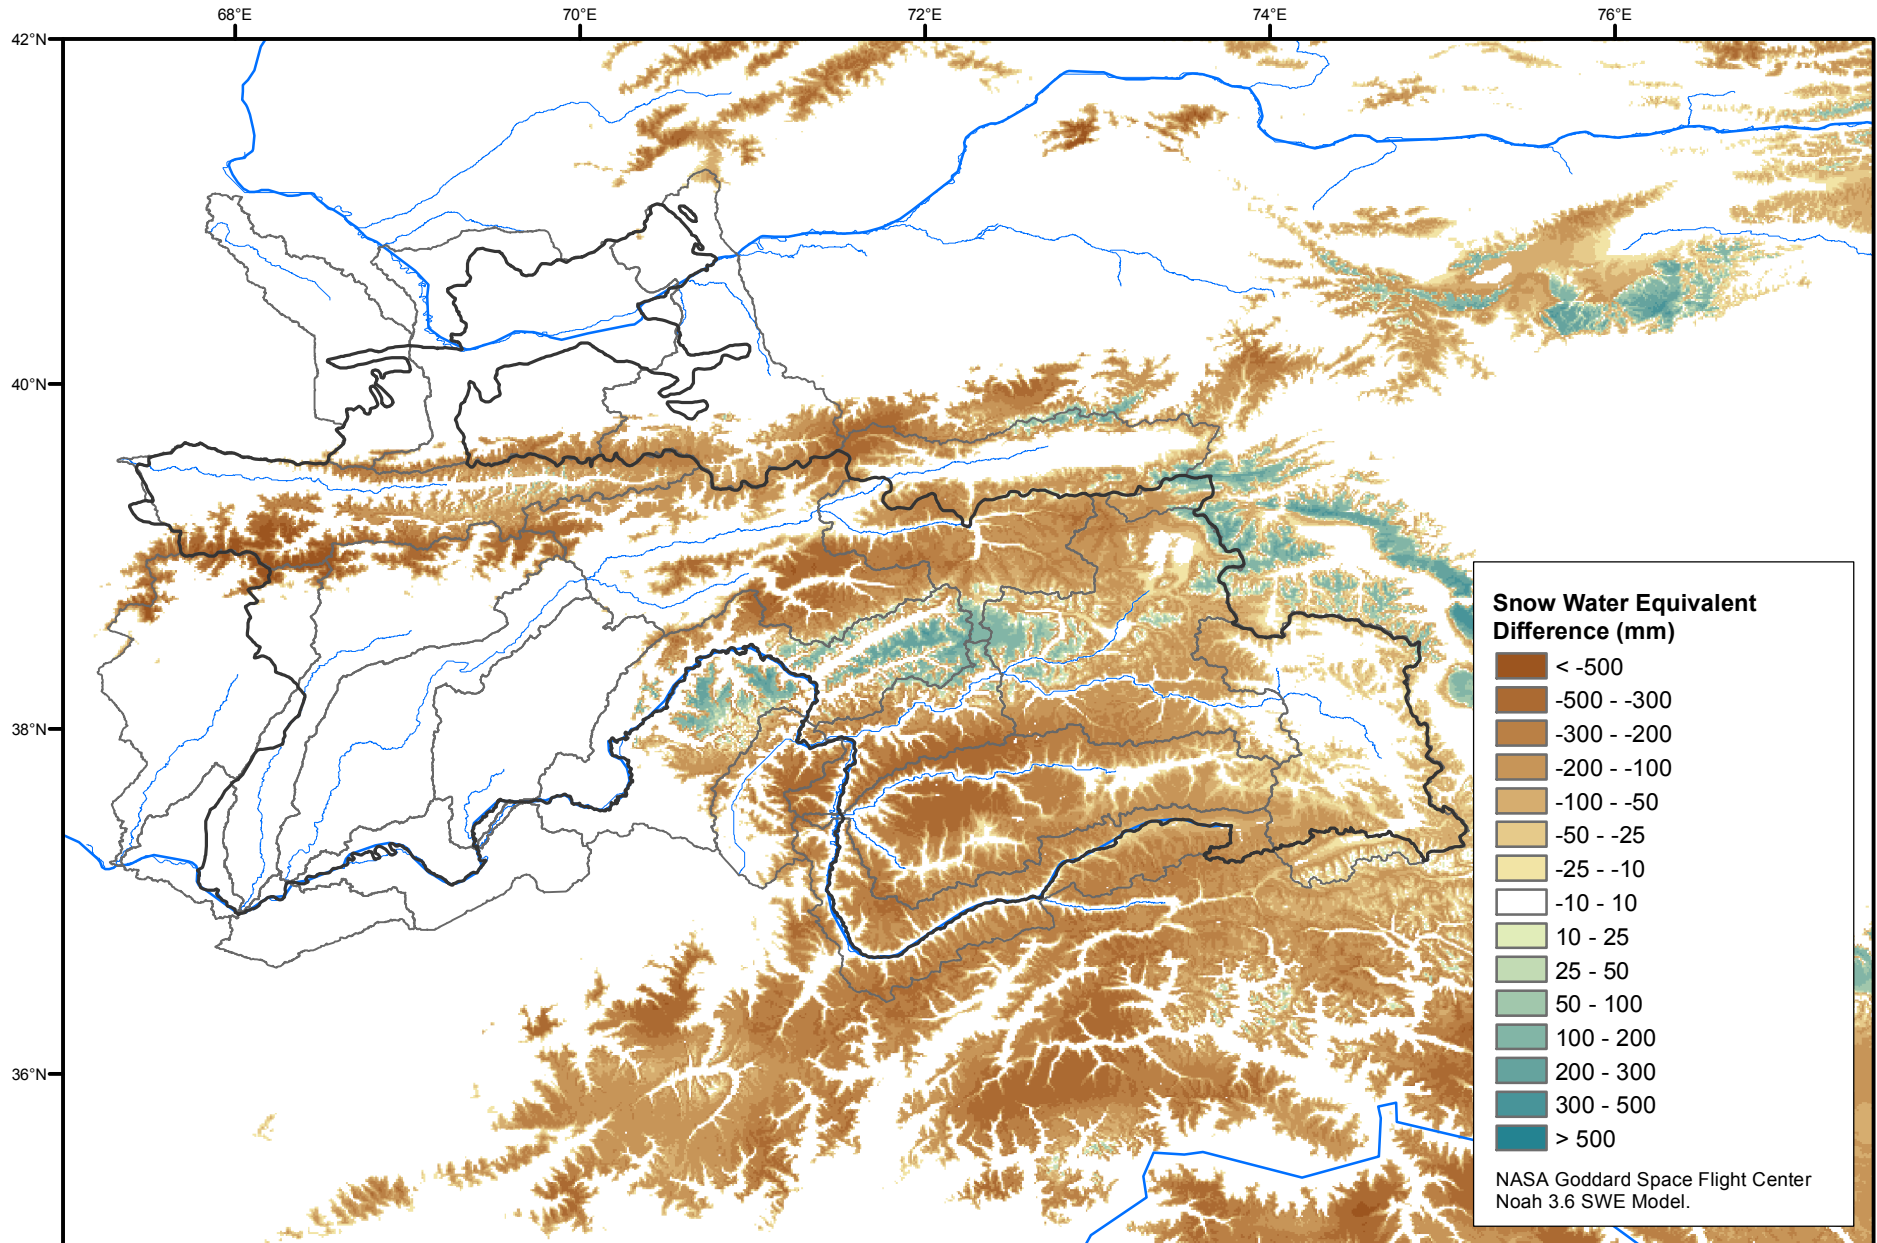 68°E 70°E 72°E 74°E 76°E
42°N
40°N
38°N
36°N
Snow Water Equivalent
Difference (mm)
< -500
-500 - -300
-300 - -200
-200 - -100
-100 - -50
-50 - -25
-25 - -10
-10 - 10
10 - 25
25 - 50
50 - 100
100 - 200
200 - 300
300 - 500
> 500
NASA Goddard Space Flight Center
Noah 3.6 SWE Model.